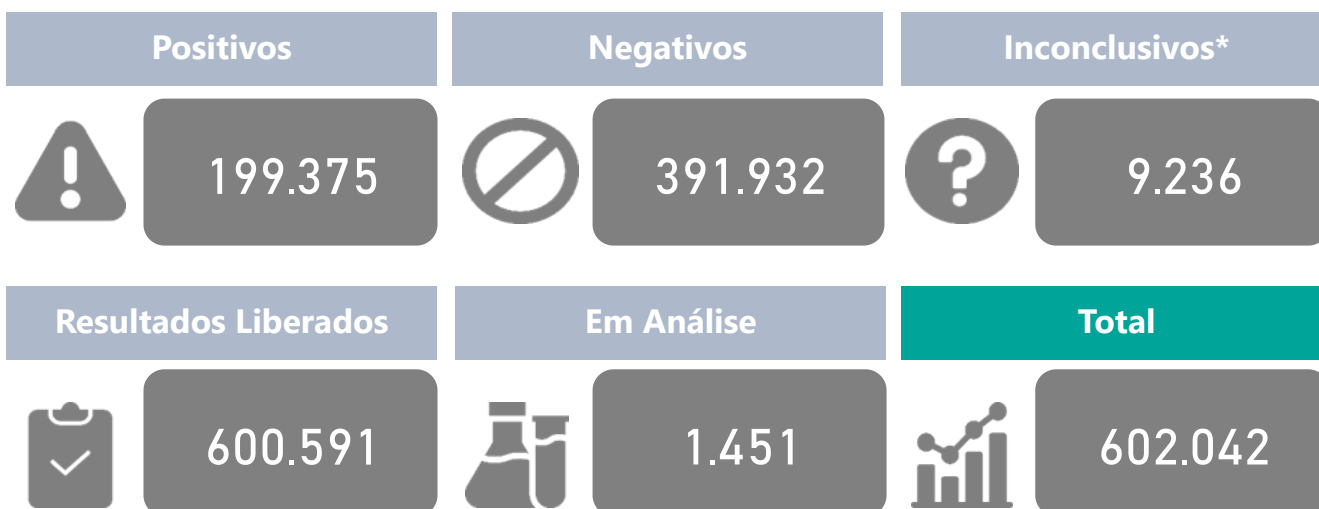 Positivos
Negativos
Inconclusivos*
199.375
391.932
9.236
Resultados Liberados
Em Análise
Total
600.591
1.451
602.042